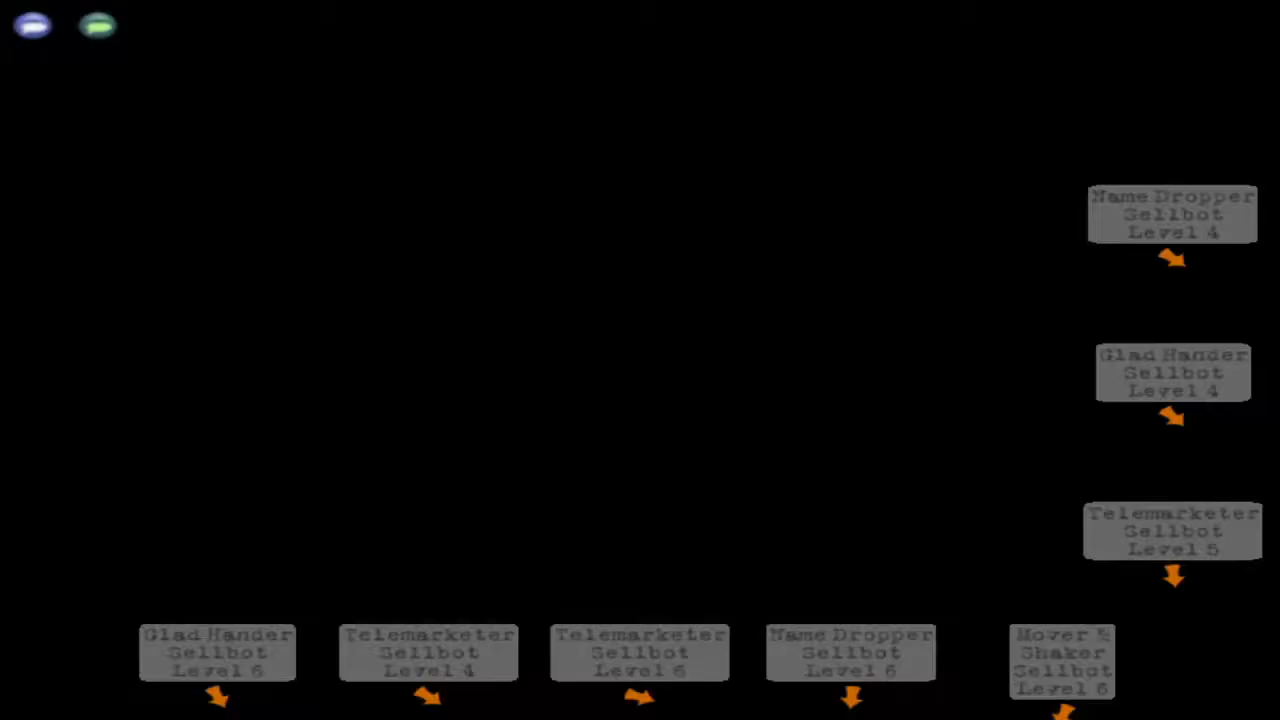 Name Dropper
Sellbot
Level 4
Glad Hander
Sellbot
Level 4
Telemarketer
Sellbot
Level 5
Glad Hander
Sellbot
Level 6
Telemarketer
Sellbot
Level 4
Telemarketer
Sellbot
Level 6
Name Dropper
Sellbot
Level 6
Mover &
Shaker
Sellbot
Level 6